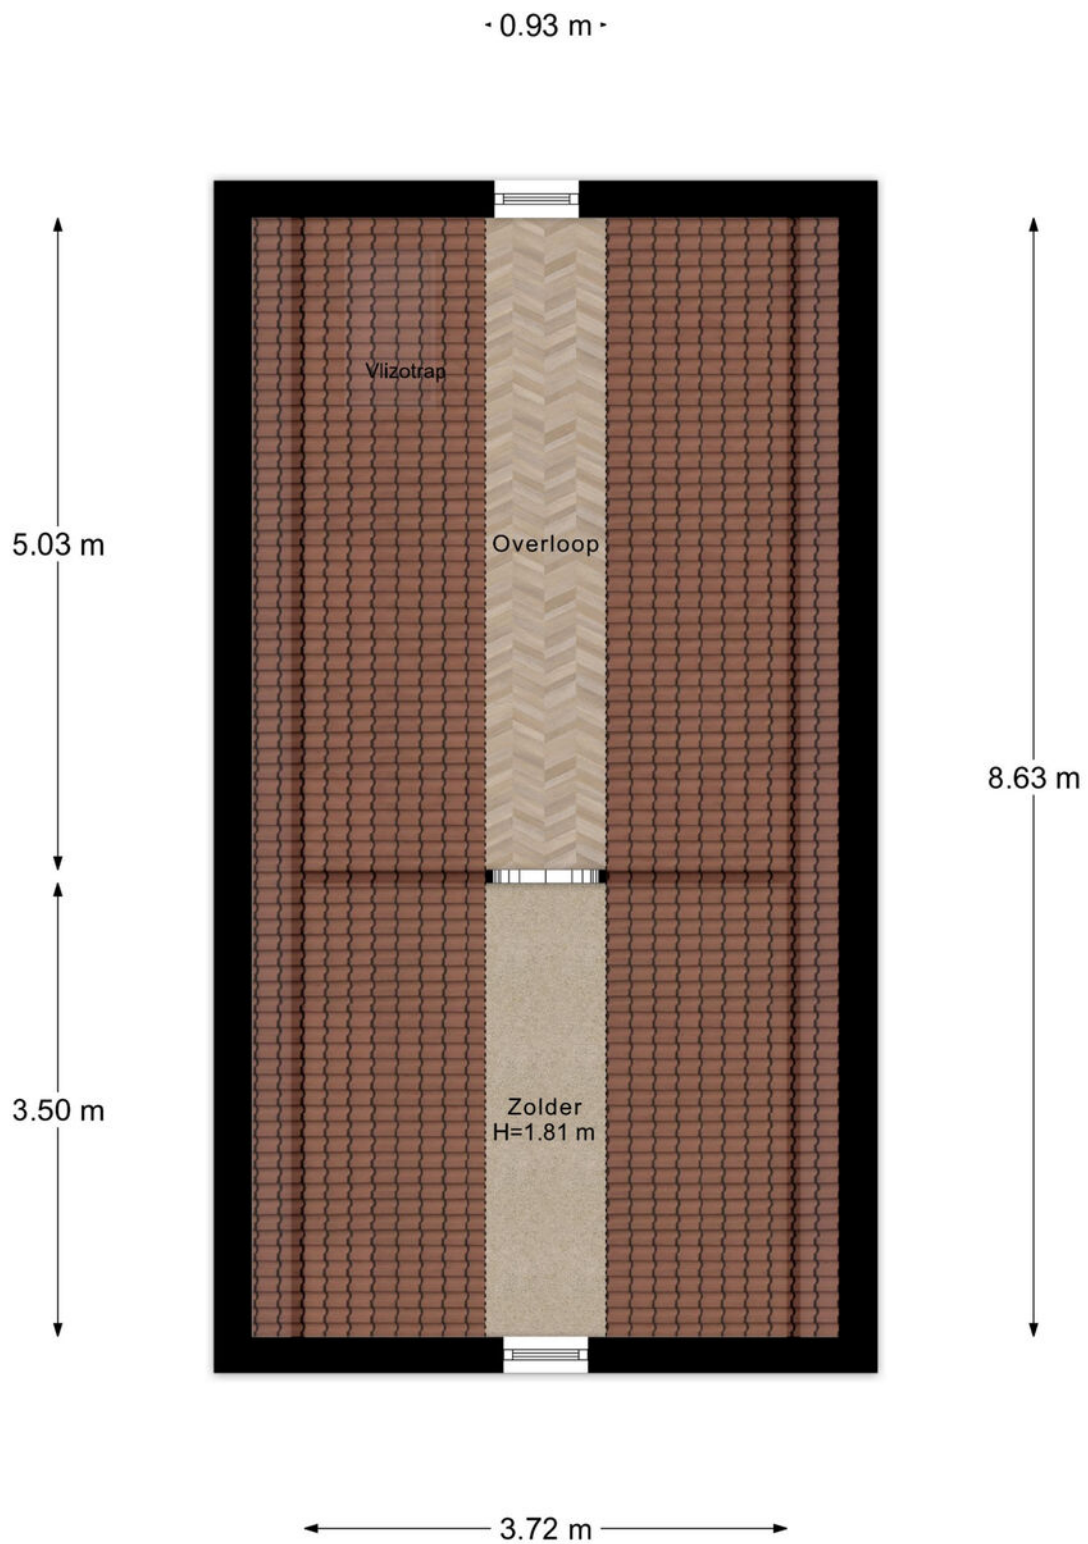 0.93 m
Vlizotrap
5.03 m
Overloop
8.63 m
3.50 m
Zolder
H=1.81 m
3.72 m